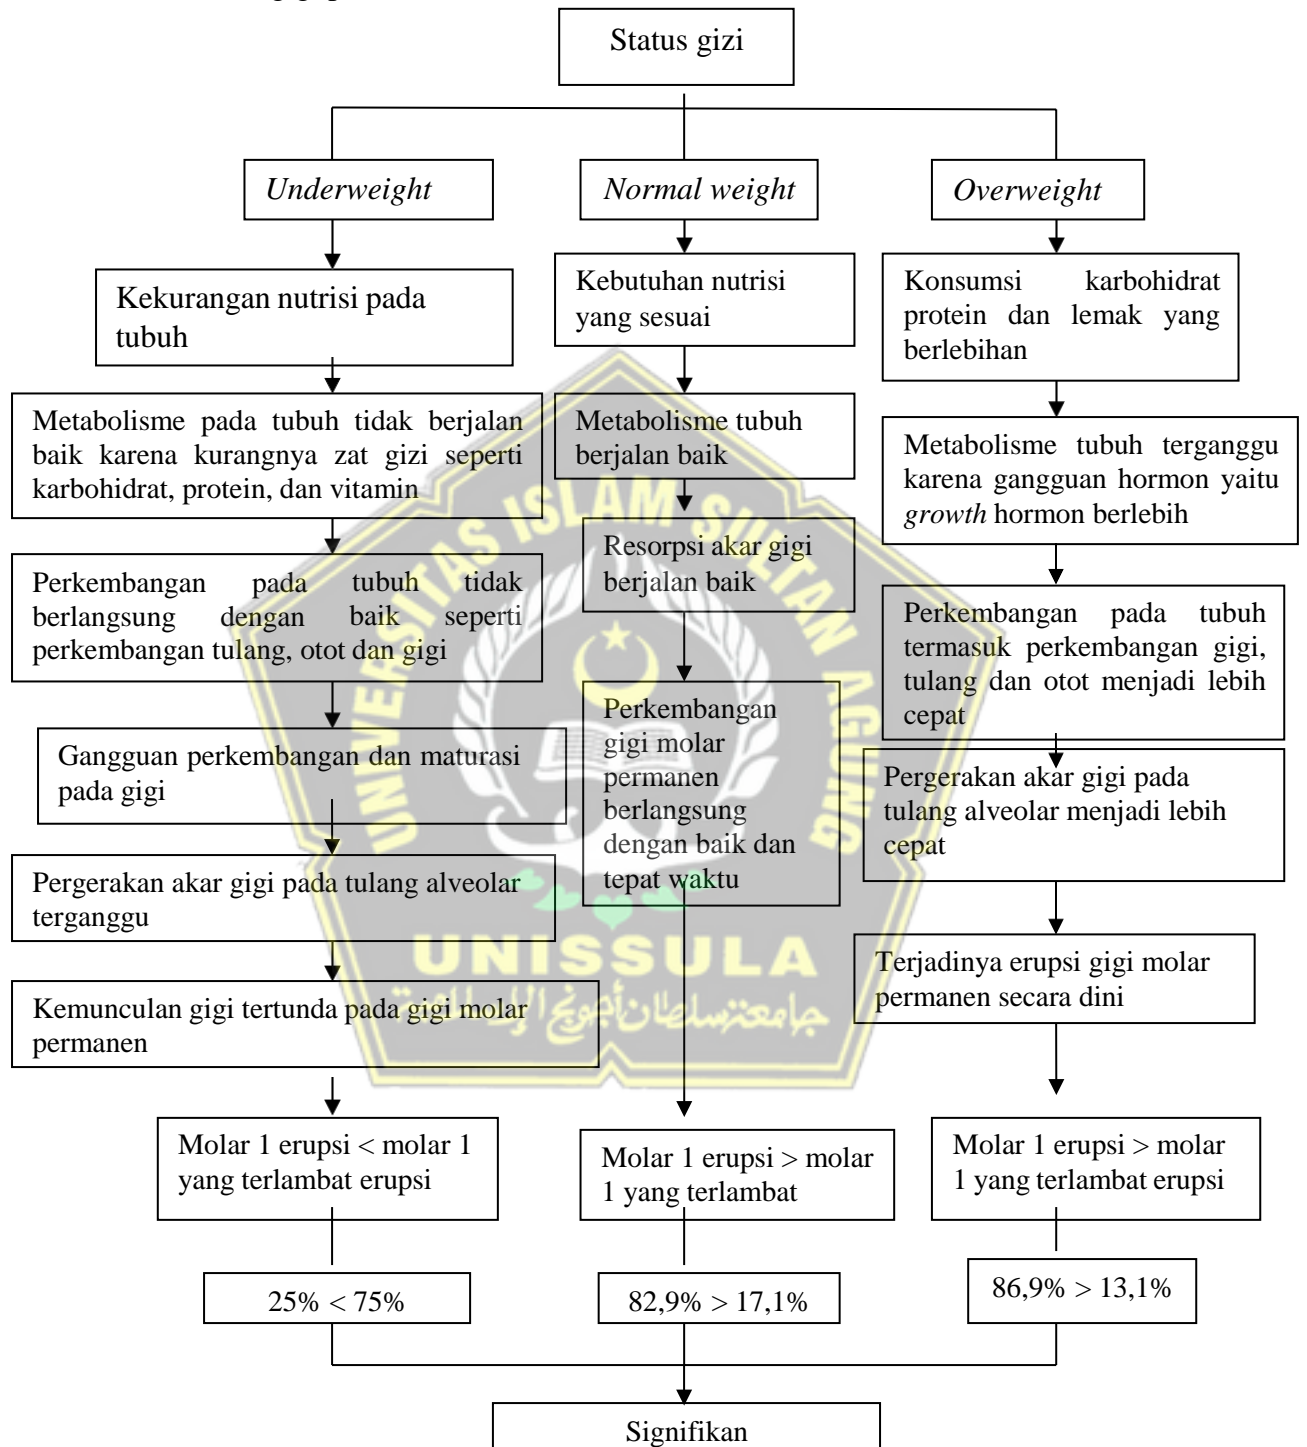 Status gizi
Underweight
Normal weight
Overweight
Kekurangan nutrisi pada
tubuh
Kebutuhan nutrisi
yang sesuai
Konsumsi karbohidrat
protein dan lemak yang
berlebihan
Metabolisme pada tubuh tidak berjalan
baik karena kurangnya zat gizi seperti
karbohidrat, protein, dan vitamin
Metabolisme tubuh
berjalan baik
Metabolisme tubuh terganggu
karena gangguan hormon yaitu
growth hormon berlebih
Perkembangan pada tubuh tidak
berlangsung dengan baik seperti
perkembangan tulang, otot dan gigi
Resorpsi akar gigi
berjalan baik
Perkembangan pada tubuh
termasuk perkembangan gigi,
tulang dan otot menjadi lebih
cepat
Gangguan perkembangan dan maturasi
pada gigi
Perkembangan
gigi molar
permanen
berlangsung
dengan baik dan
tepat waktu
Pergerakan akar gigi pada
tulang alveolar menjadi lebih
cepat
Pergerakan akar gigi pada tulang alveolar
terganggu
Terjadinya erupsi gigi molar
permanen secara dini
Kemunculan gigi tertunda pada gigi molar
permanen
Molar 1 erupsi < molar 1
yang terlambat erupsi
Molar 1 erupsi > molar
1 yang terlambat
Molar 1 erupsi > molar
1 yang terlambat erupsi
25% < 75%
82,9% > 17,1%
86,9% > 13,1%
Signifikan
UNIVERSITAS ISLAM SULTAN AGUNG
UNISSULA